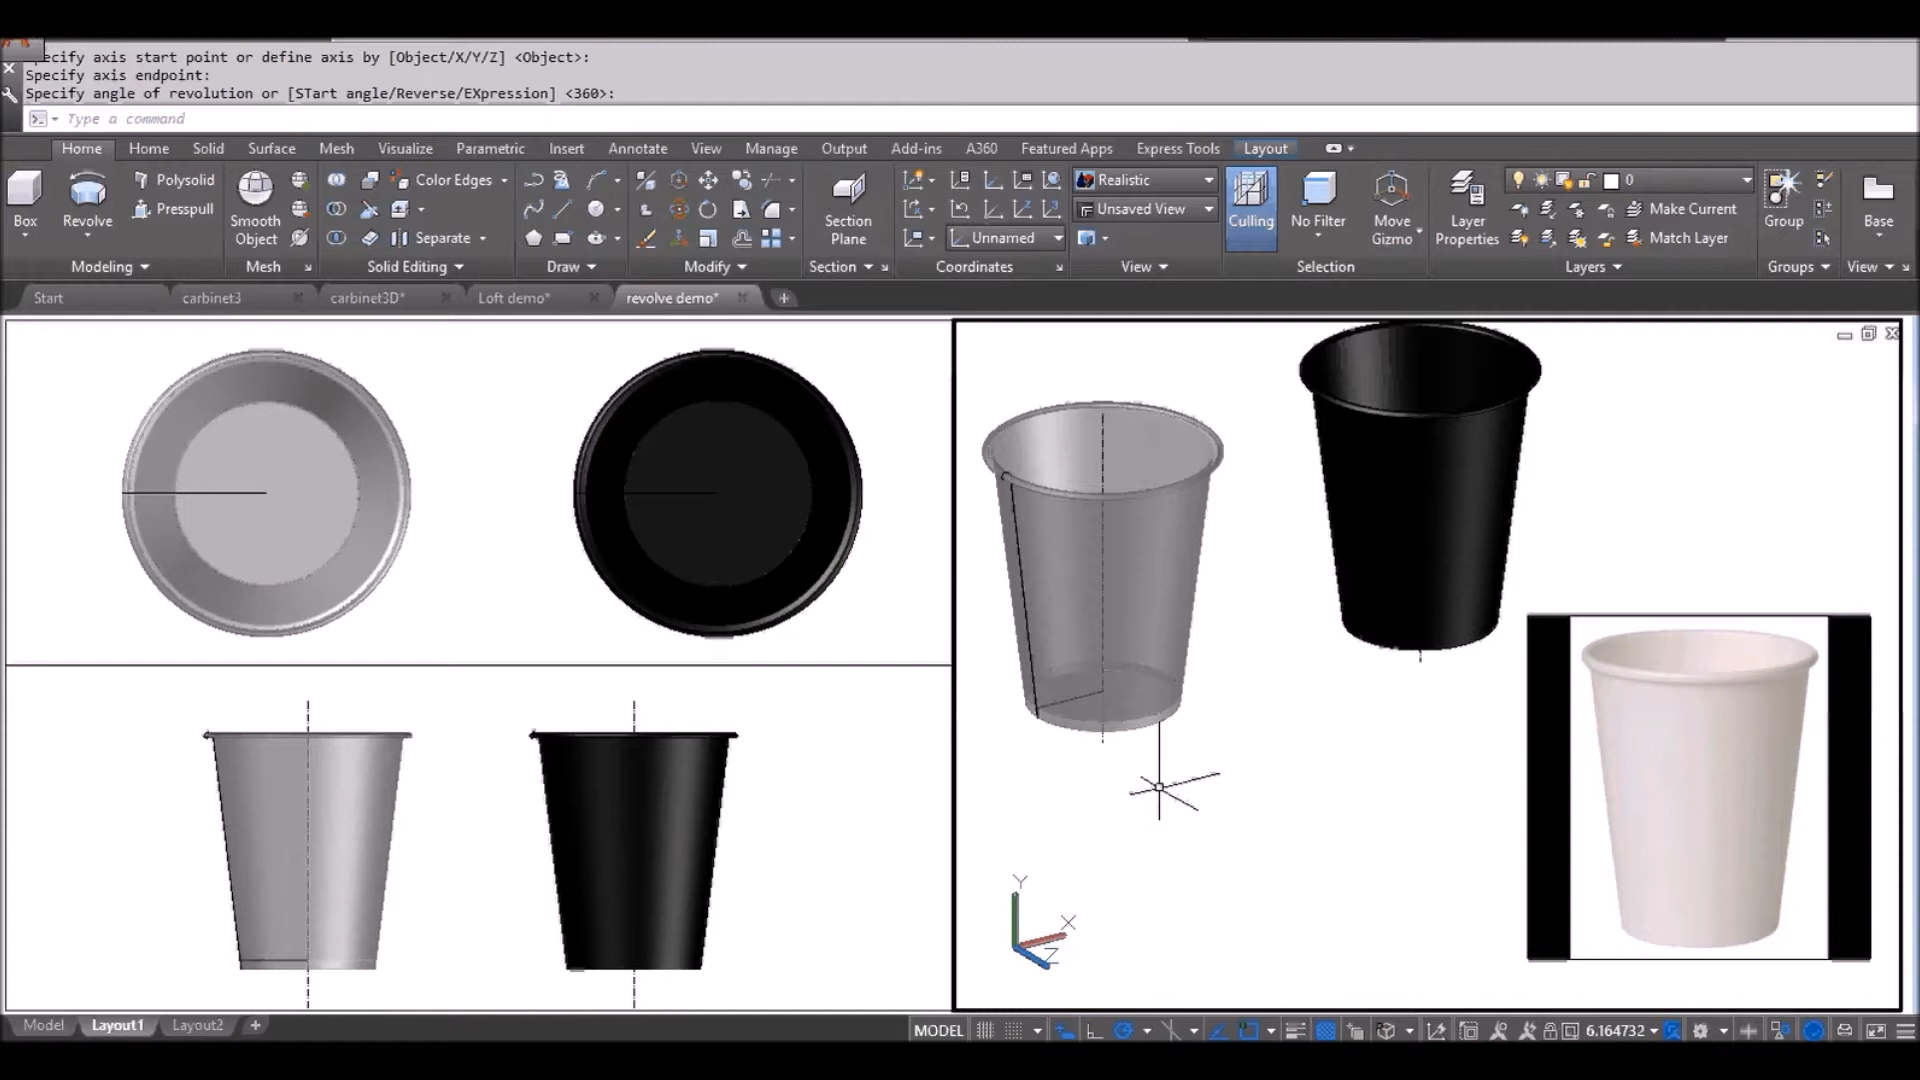 ecify axis start point or define axis by [Object/X/Y/Z] <Object>:
Specify axis endpoint:
Specify angle of revolution or [STart angle/Reverse/EXpression] <360>:
Type a command
Home Home Solid Surface Mesh Visualize Parametric Insert Annotate View Manage Output Add-ins A360 Featured Apps Express Tools Layout
Box
Revolve
Polysolid
Presspull
Modeling
Smooth
Object
Mesh
Color Edges
Separate
Solid Editing
Draw
Modify
Section
Plane
Section
Unnamed
Coordinates
Realistic
Unsaved View
View
Culling
No Filter
Move
Gizmo
Selection
Layer
Properties
0
Make Current
Match Layer
Layers
Group
Groups
Base
View
Start carbinet3 carbinet3D* Loft demo* revolve demo*
Y
X
Z
Model Layout1 Layout2
MODEL
6.164732